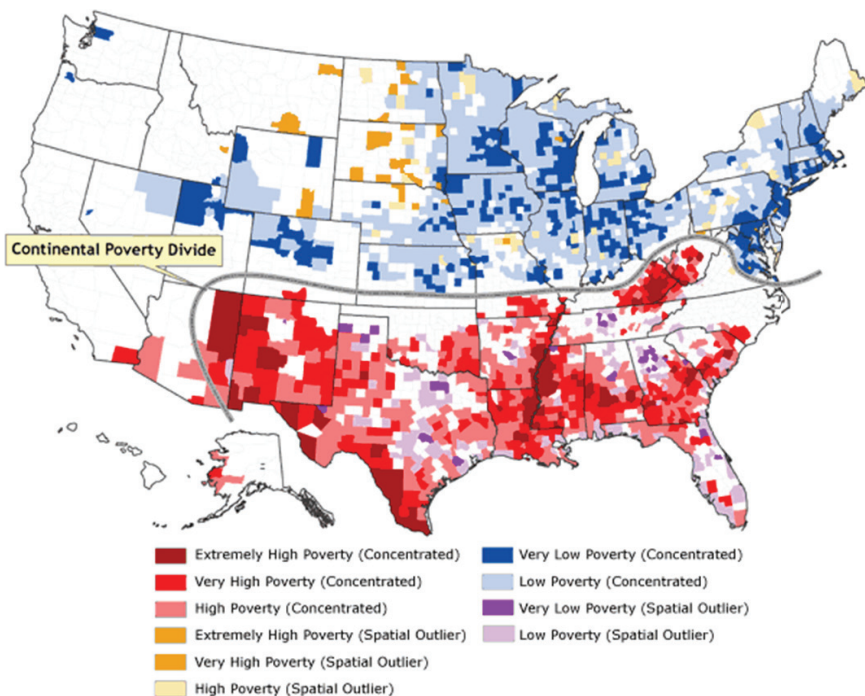 Continental Poverty Divide
Extremely High Poverty (Concentrated)
Very High Poverty (Concentrated)
High Poverty (Concentrated)
Extremely High Poverty (Spatial Outlier)
Very High Poverty (Spatial Outlier)
High Poverty (Spatial Outlier)
Very Low Poverty (Concentrated)
Low Poverty (Concentrated)
Very Low Poverty (Spatial Outlier)
Low Poverty (Spatial Outlier)